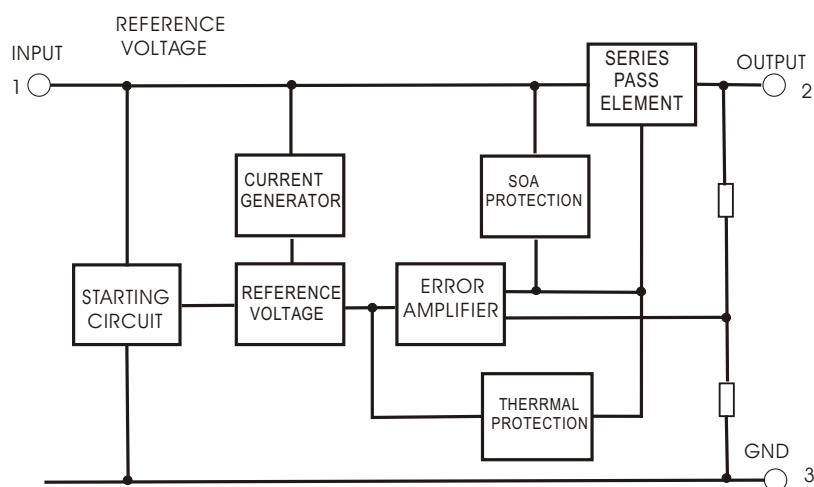 REFERENCE
VOLTAGE
INPUT
1
SERIES
PASS
ELEMENT
OUTPUT
2
CURRENT
GENERATOR
SOA
PROTECTION
STARTING
CIRCUIT
REFERENCE
VOLTAGE
ERROR
AMPLIFIER
THERRMAL
PROTECTION
GND
3